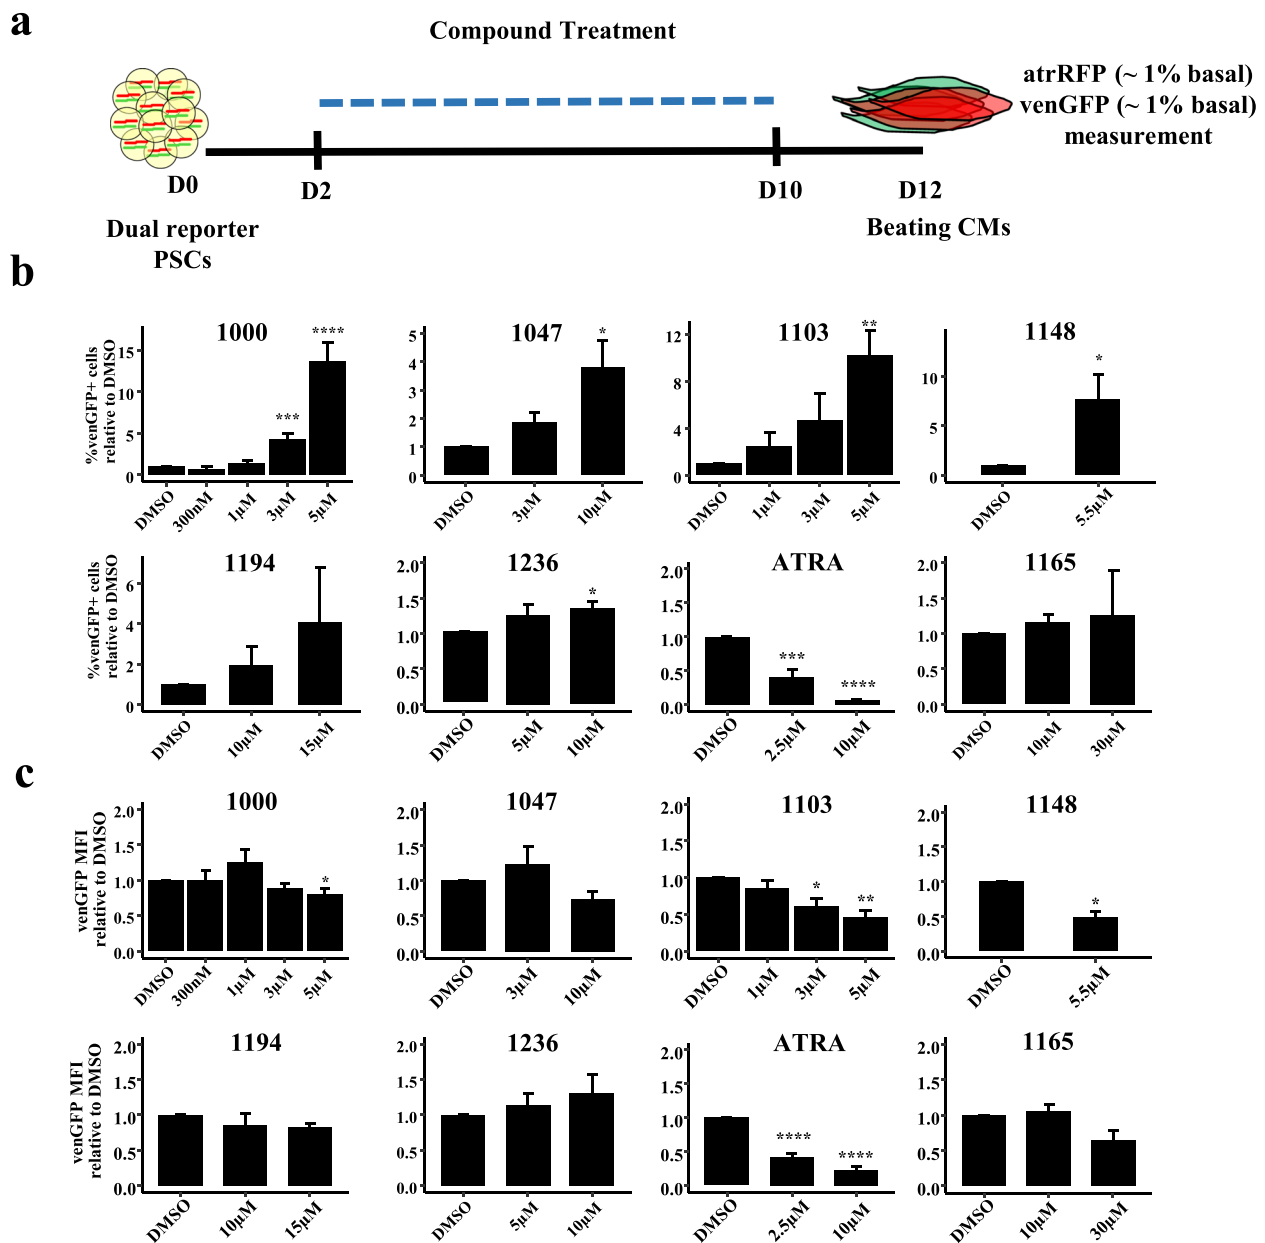 a
Compound Treatment
atrRFP (~ 1% basal)
venGFP (~ 1% basal)
measurement
D0
D2
D10
D12
Dual reporter
PSCs
Beating CMs
b
%venGFP+ cells
relative to DMSO
1000
15
10
5
0
***
****
DMSO
300nM
1µM
3µM
5µM
1047
5
4
3
2
1
0
*
DMSO
3µM
10µM
1103
12
8
4
0
**
DMSO
1µM
3µM
5µM
1148
10
5
0
*
DMSO
5.5µM
%venGFP+ cells
relative to DMSO
1194
6
4
2
0
DMSO
10µM
15µM
1236
2.0
1.5
1.0
0.5
0.0
*
DMSO
5µM
10µM
ATRA
2.0
1.5
1.0
0.5
0.0
***
****
DMSO
2.5µM
10µM
1165
2.0
1.5
1.0
0.5
0.0
DMSO
10µM
30µM
c
venGFP MFI
relative to DMSO
1000
2.0
1.5
1.0
0.5
0.0
*
DMSO
300nM
1µM
3µM
5µM
1047
2.0
1.5
1.0
0.5
0.0
DMSO
3µM
10µM
1103
2.0
1.5
1.0
0.5
0.0
*
**
DMSO
1µM
3µM
5µM
1148
2.0
1.5
1.0
0.5
0.0
*
DMSO
5.5µM
venGFP MFI
relative to DMSO
1194
2.0
1.5
1.0
0.5
0.0
DMSO
10µM
15µM
1236
2.0
1.5
1.0
0.5
0.0
DMSO
5µM
10µM
ATRA
2.0
1.5
1.0
0.5
0.0
****
****
DMSO
2.5µM
10µM
1165
2.0
1.5
1.0
0.5
0.0
DMSO
10µM
30µM